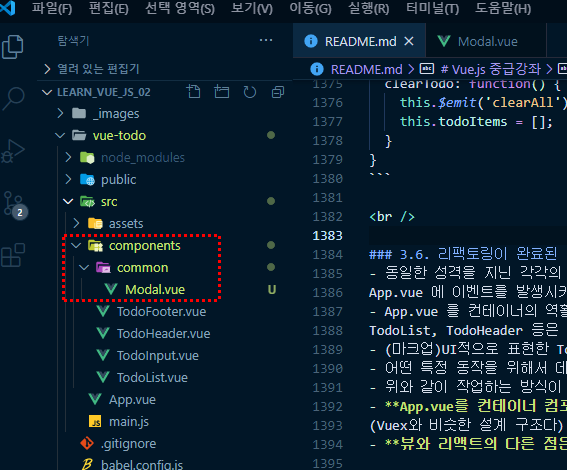 파일(F) 편집(E) 선택 영역(S) 보기(V) 이동(G) 실행(R) 터미널(T) 도움말(H)
탐색기 ···
README.md Modal.vue
열려 있는 편집기
README.md > # Vue.js 중급강좌 >
LEARN_VUE_JS_02
_images
vue-todo
node_modules
public
src
assets
components
common
Modal.vue U
TodoFooter.vue
TodoHeader.vue
TodoInput.vue
TodoList.vue
App.vue
main.js
.gitignore
babel.config.js
2
1375 clearTodo: function() {
1376 this.$emit('clearAll')
1377 this.todoItems = [];
1378 }
1379 }
1380 ```
1381
1382 <br />
1383
1384 ### 3.6. 리팩토링이 완료된
1385 - 동일한 성격을 지닌 각각의
1386 App.vue 에 이벤트를 발생시키
1387 - App.vue 를 컨테이너의 역활
1388 TodoList, TodoHeader 등은
1389 - (마크업)UI적으로 표현한 To
1390 - 어떤 특정 동작을 위해서 데
1391 - 위와 같이 작업하는 방식이
1392 - **App.vue를 컨테이너 컴포
1393 (Vuex와 비슷한 설계 구조다)
1394 - **뷰와 리액트의 다른 점은